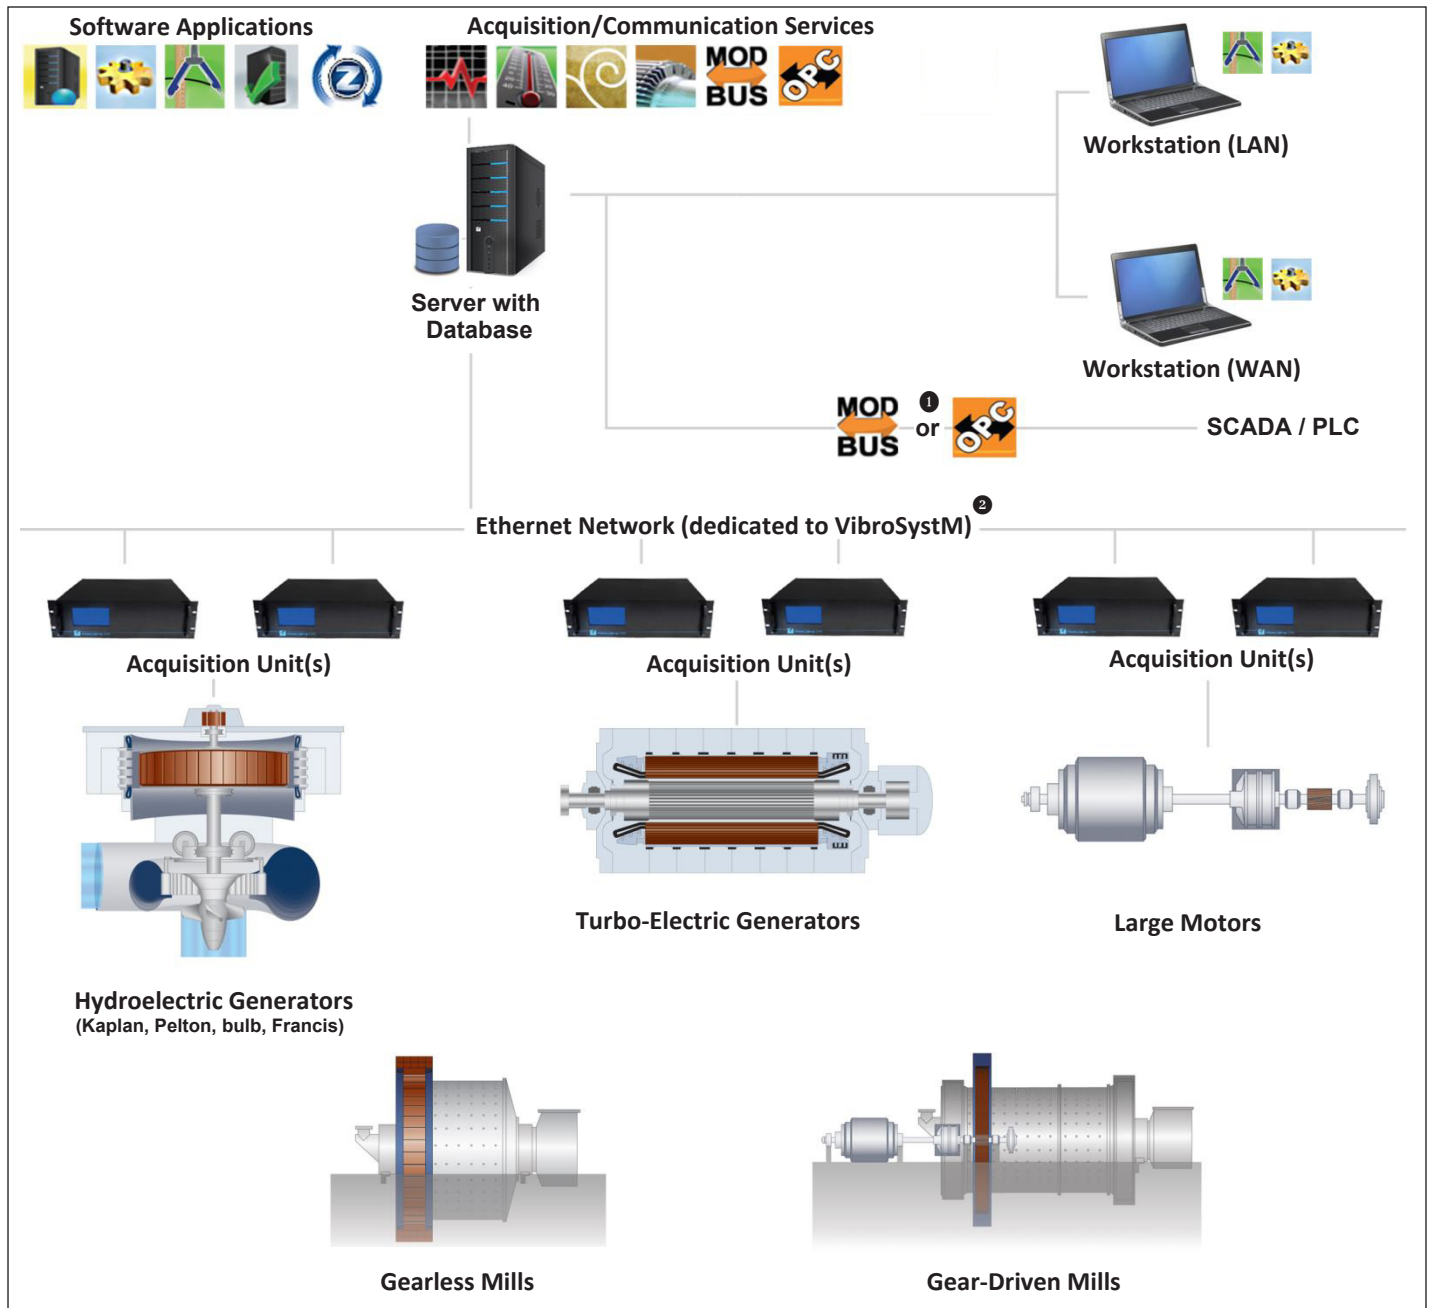 Software Applications
Acquisition/Communication Services
MOD
BUS
OPC
Z
Workstation (LAN)
Server with
Database
Workstation (WAN)
MOD
BUS
❶
or
OPC
SCADA / PLC
Ethernet Network (dedicated to VibroSystM) ❷
Acquisition Unit(s)
Acquisition Unit(s)
Acquisition Unit(s)
Turbo-Electric Generators
Large Motors
Hydroelectric Generators
(Kaplan, Pelton, bulb, Francis)
Gearless Mills
Gear-Driven Mills